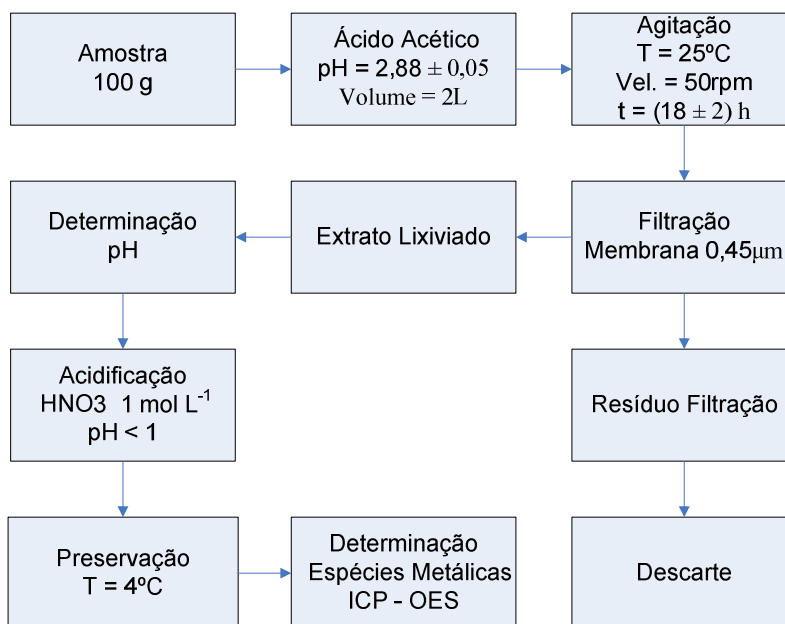 Amostra
100 g
Ácido Acético
pH = 2,88 ± 0,05
Volume = 2L
Agitação
T = 25ºC
Vel. = 50rpm
t = (18 ± 2) h
Filtração
Membrana 0,45µm
Extrato Lixiviado
Determinação
pH
Acidificação
HNO3 1 mol L⁻¹
pH < 1
Preservação
T = 4ºC
Determinação
Espécies Metálicas
ICP - OES
Resíduo Filtração
Descarte